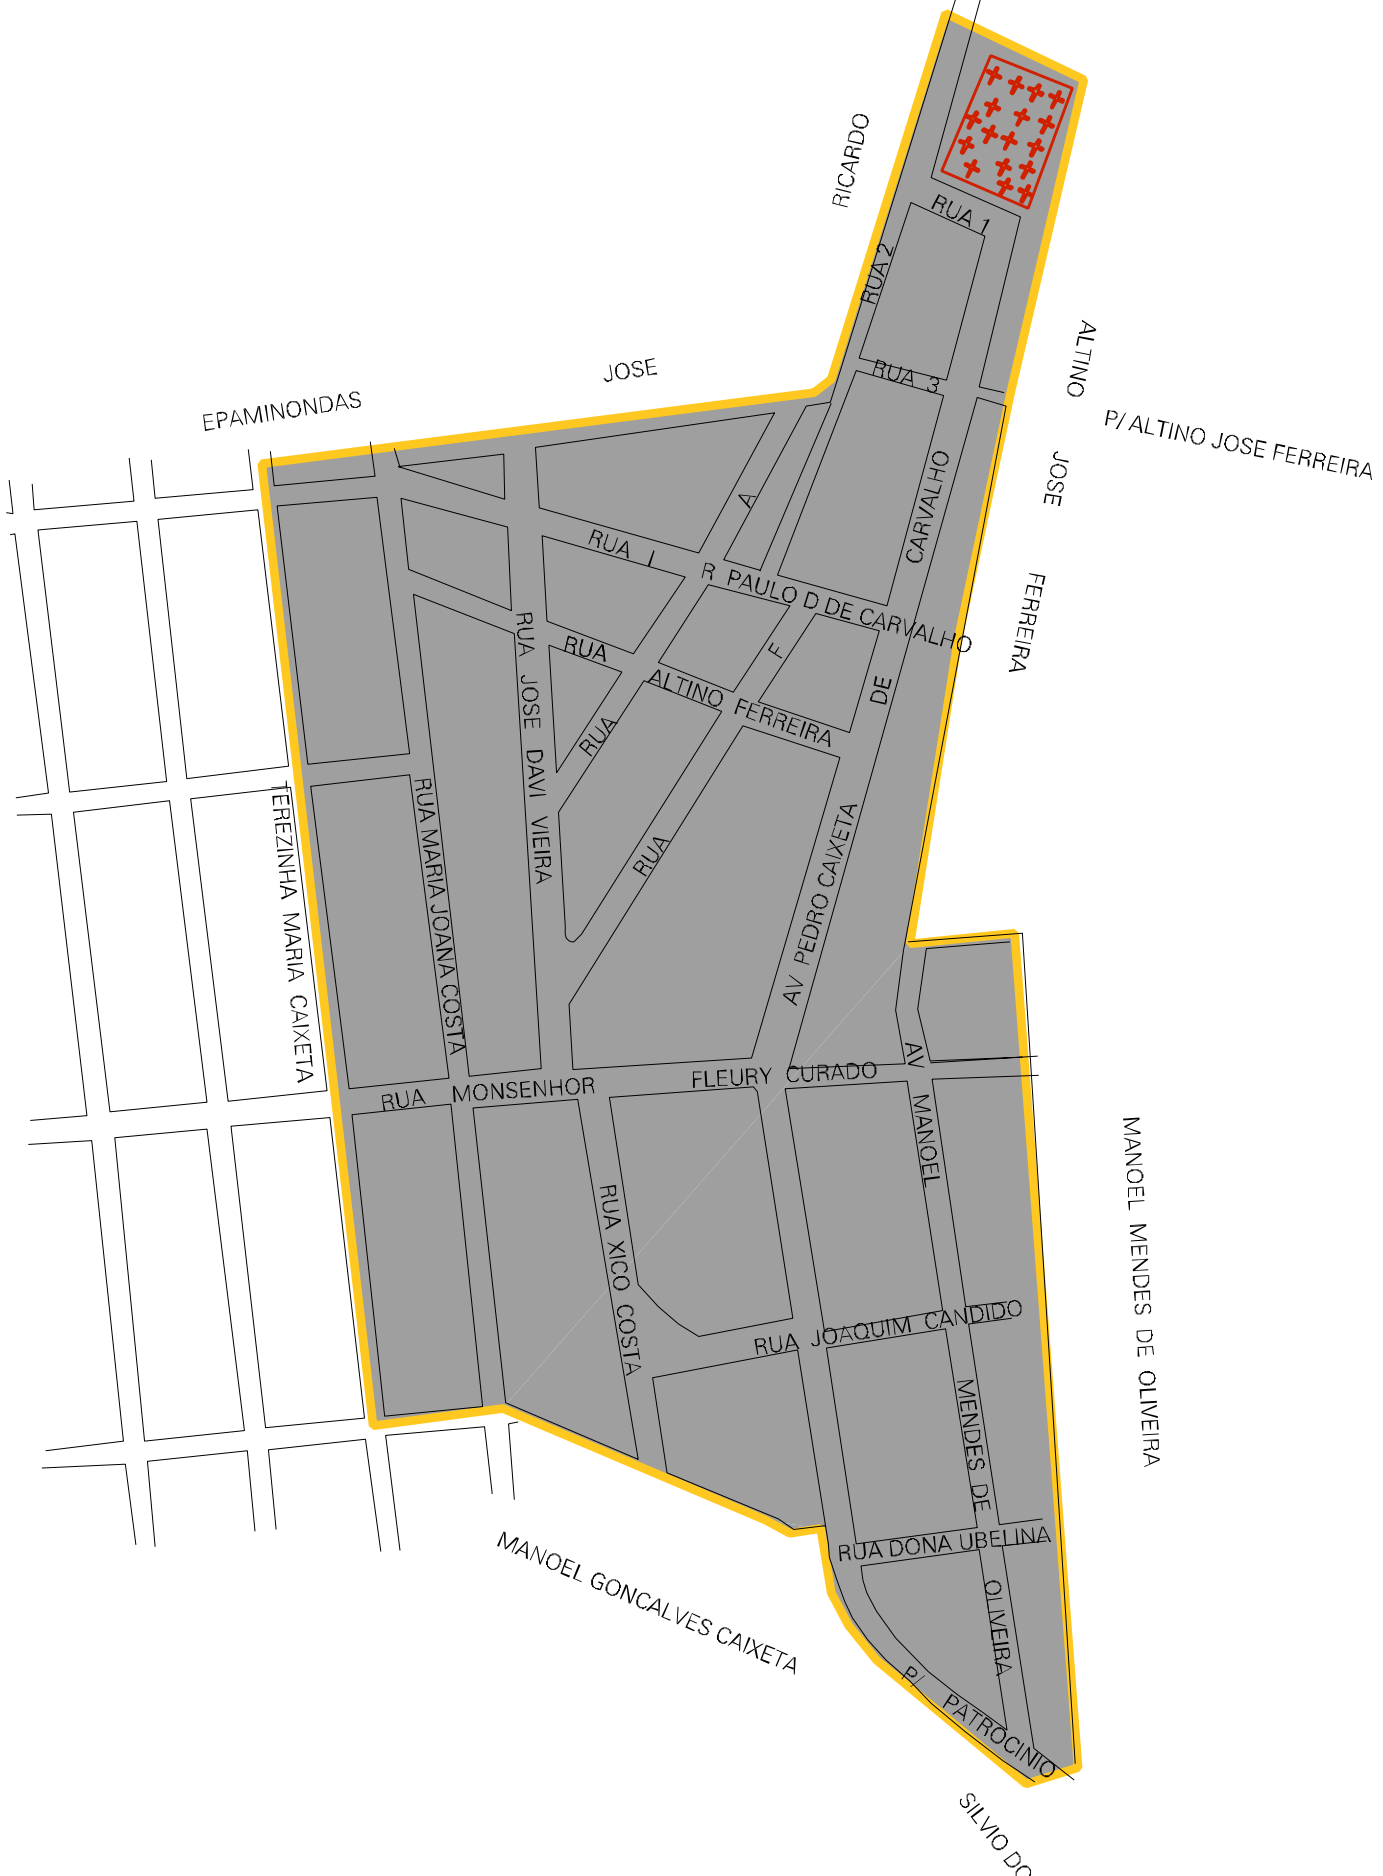 RICARDO
RUA 1
RUA 2
ALTINO
JOSE
RUA 3
EPAMINONDAS
P/ ALTINO JOSE FERREIRA
JOSE
CARVALHO
A
RUA I
R PAULO D DE CARVALHO
FERREIRA
RUA
F
RUA JOSE DAVI VIEIRA
ALTINO FERREIRA
DE
RUA
RUA
RUA MARIA JOANA COSTA
TEREZINHA MARIA CAIXETA
AV PEDRO CAIXETA
RUA MONSENHOR FLEURY CURADO
AV MANOEL MENDES DE OLIVEIRA
MANOEL MENDES DE OLIVEIRA
RUA XICO COSTA
RUA JOAQUIM CANDIDO
RUA DONA UBELINA
MANOEL GONCALVES CAIXETA
P/ PATROCINIO
SILVIO DO